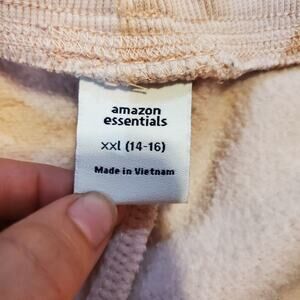 amazon
essentials
xxl (14-16)
Made in Vietnam